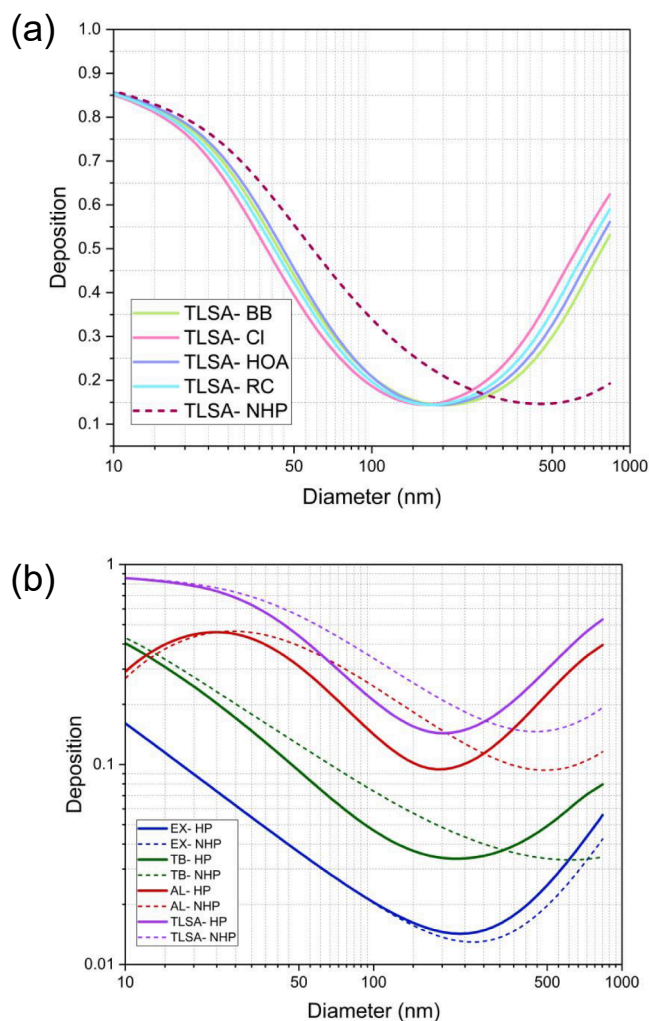 (a)
1.0
0.9
0.8
0.7
0.6
0.5
0.4
0.3
0.2
0.1
Deposition
TLSA- BB
TLSA- CI
TLSA- HOA
TLSA- RC
TLSA- NHP
10 50 100 500 1000
Diameter (nm)
(b)
1
0.1
0.01
Deposition
EX- HP
EX- NHP
TB- HP
TB- NHP
AL- HP
AL- NHP
TLSA- HP
TLSA- NHP
10 50 100 500 1000
Diameter (nm)